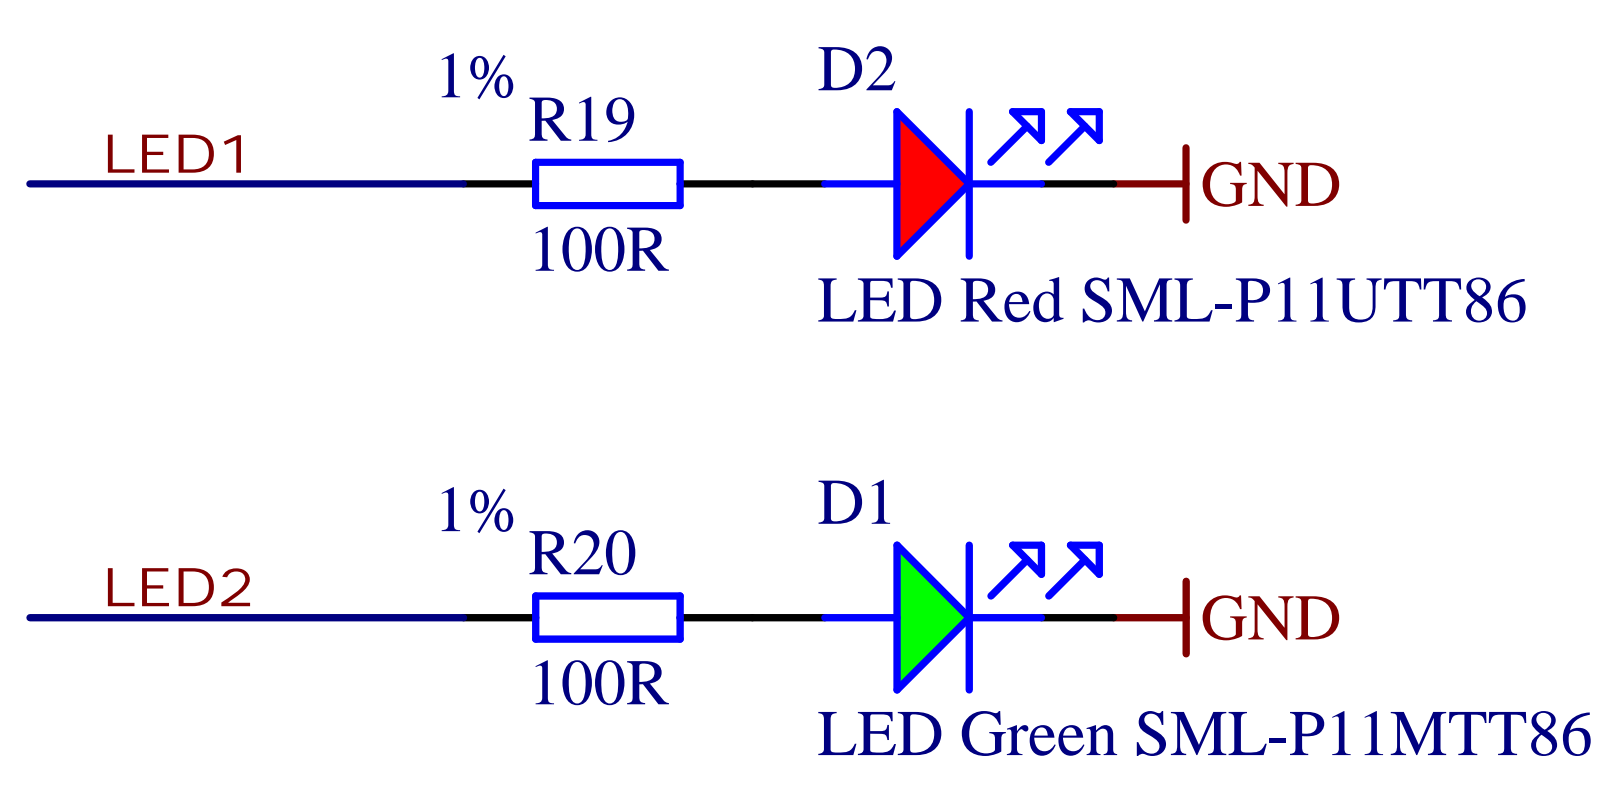 1%
D2
R19
LED1
GND
100R
LED Red SML-P11UTT86
1%
D1
R20
LED2
GND
100R
LED Green SML-P11MTT86